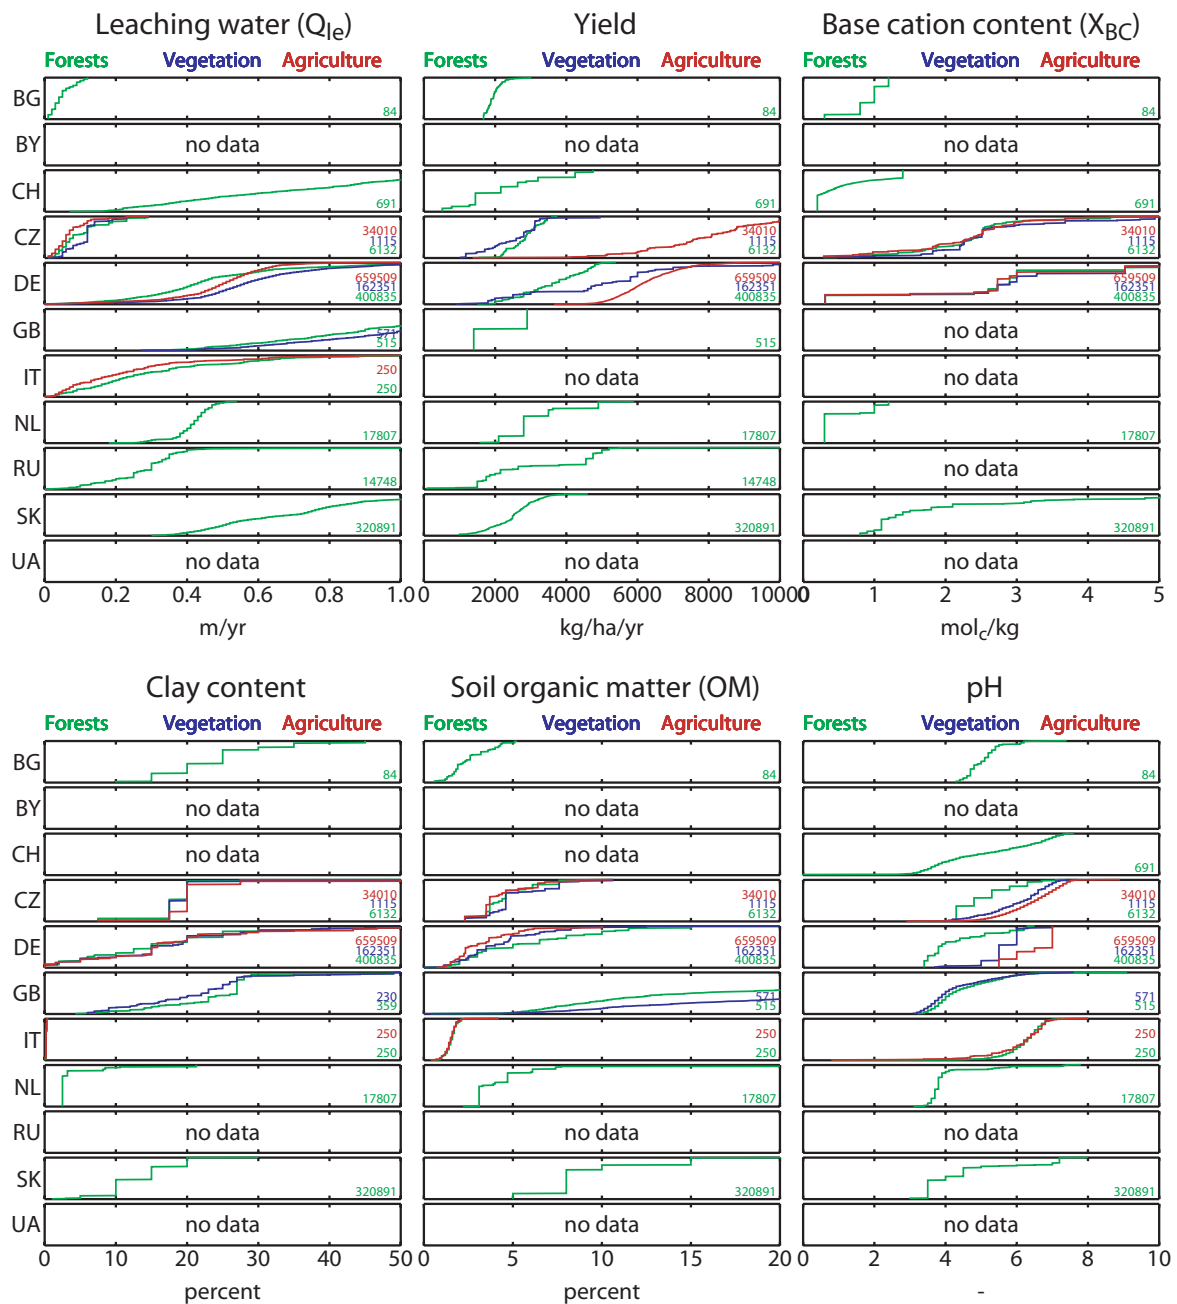 Leaching water (Qle) Yield Base cation content (XBC)
Forests Vegetation Agriculture Forests Vegetation Agriculture Forests Vegetation Agriculture
BG 84 84 84
BY no data no data no data
CH 691 691 691
CZ 34010 34010 34010
1115 1115 1115
6132 6132 6132
DE 659509 659509 659509
162351 162351 162351
400835 400835 400835
GB 571 no data
515 515
IT 250 no data no data
250
NL 17807 17807 17807
RU 14748 14748 no data
SK 320891 320891 320891
UA no data no data no data
0 0.2 0.4 0.6 0.8 1.0 0 2000 4000 6000 8000 10000 0 1 2 3 4 5
m/yr kg/ha/yr molc/kg
Clay content Soil organic matter (OM) pH
Forests Vegetation Agriculture Forests Vegetation Agriculture Forests Vegetation Agriculture
BG 84 84 84
BY no data no data no data
CH no data no data 691
CZ 34010 34010 34010
1115 1115 1115
6132 6132 6132
DE 659509 659509 659509
162351 162351 162351
400835 400835 400835
GB 230 571 571
359 515 515
IT 250 250 250
250 250 250
NL 17807 17807 17807
RU no data no data no data
SK 320891 320891 320891
UA no data no data no data
0 10 20 30 40 50 0 5 10 15 20 0 2 4 6 8 10
percent percent -